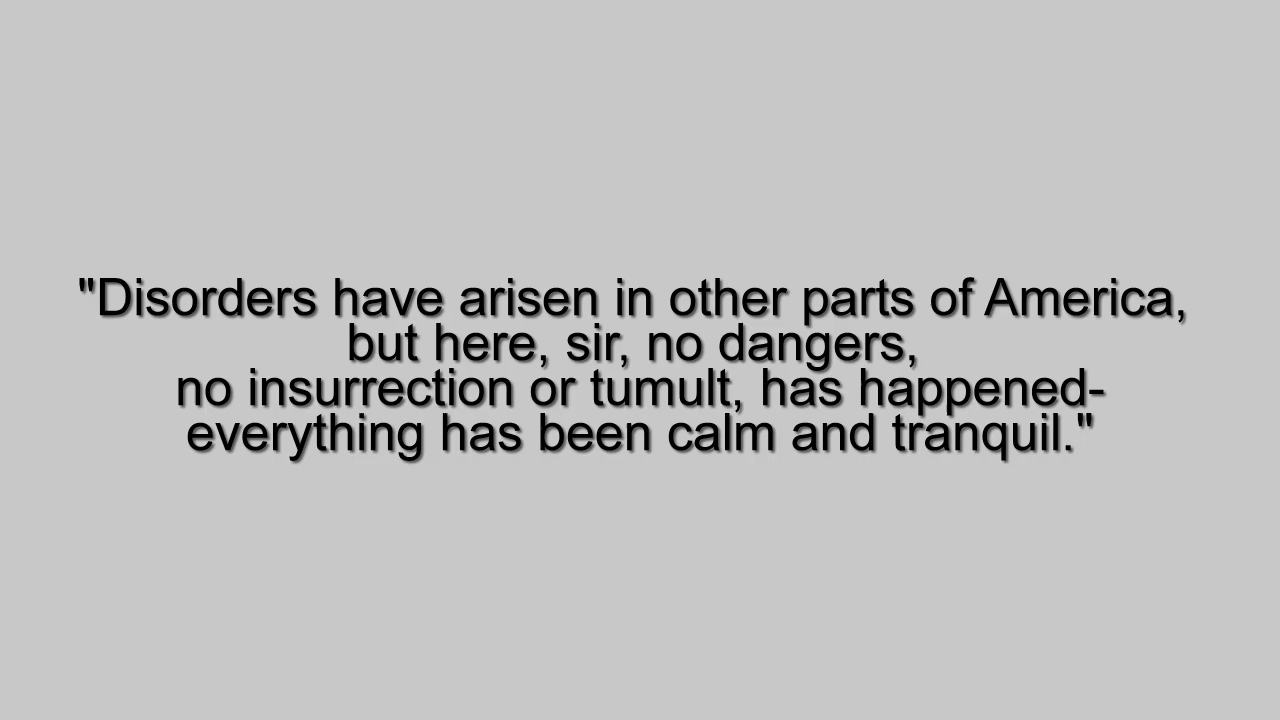 "Disorders have arisen in other parts of America,
but here, sir, no dangers,
no insurrection or tumult, has happened-
everything has been calm and tranquil."